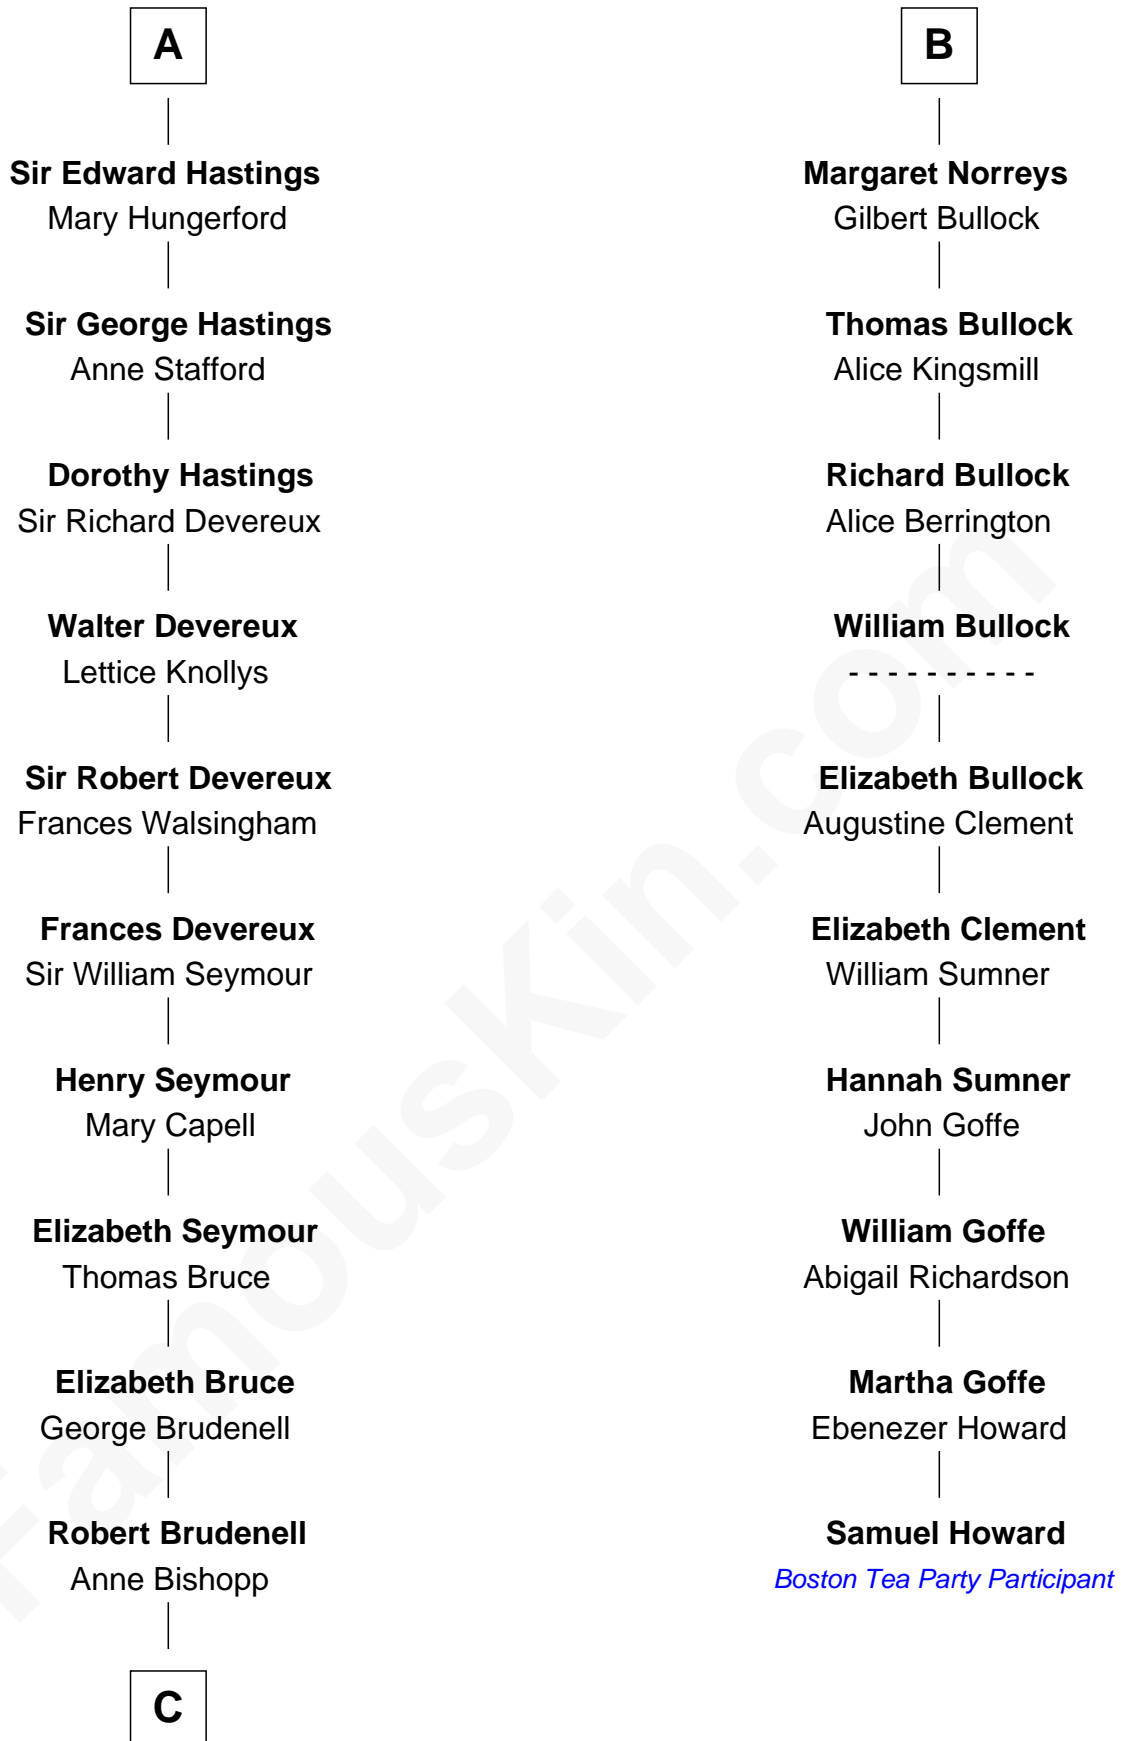 A
Sir Edward Hastings
Mary Hungerford
Sir George Hastings
Anne Stafford
Dorothy Hastings
Sir Richard Devereux
Walter Devereux
Lettice Knollys
Sir Robert Devereux
Frances Walsingham
Frances Devereux
Sir William Seymour
Henry Seymour
Mary Capell
Elizabeth Seymour
Thomas Bruce
Elizabeth Bruce
George Brudenell
Robert Brudenell
Anne Bishopp
C
B
Margaret Norreys
Gilbert Bullock
Thomas Bullock
Alice Kingsmill
Richard Bullock
Alice Berrington
William Bullock
- - - - - - - - - -
Elizabeth Bullock
Augustine Clement
Elizabeth Clement
William Sumner
Hannah Sumner
John Goffe
William Goffe
Abigail Richardson
Martha Goffe
Ebenezer Howard
Samuel Howard
Boston Tea Party Participant
FamousKin.com